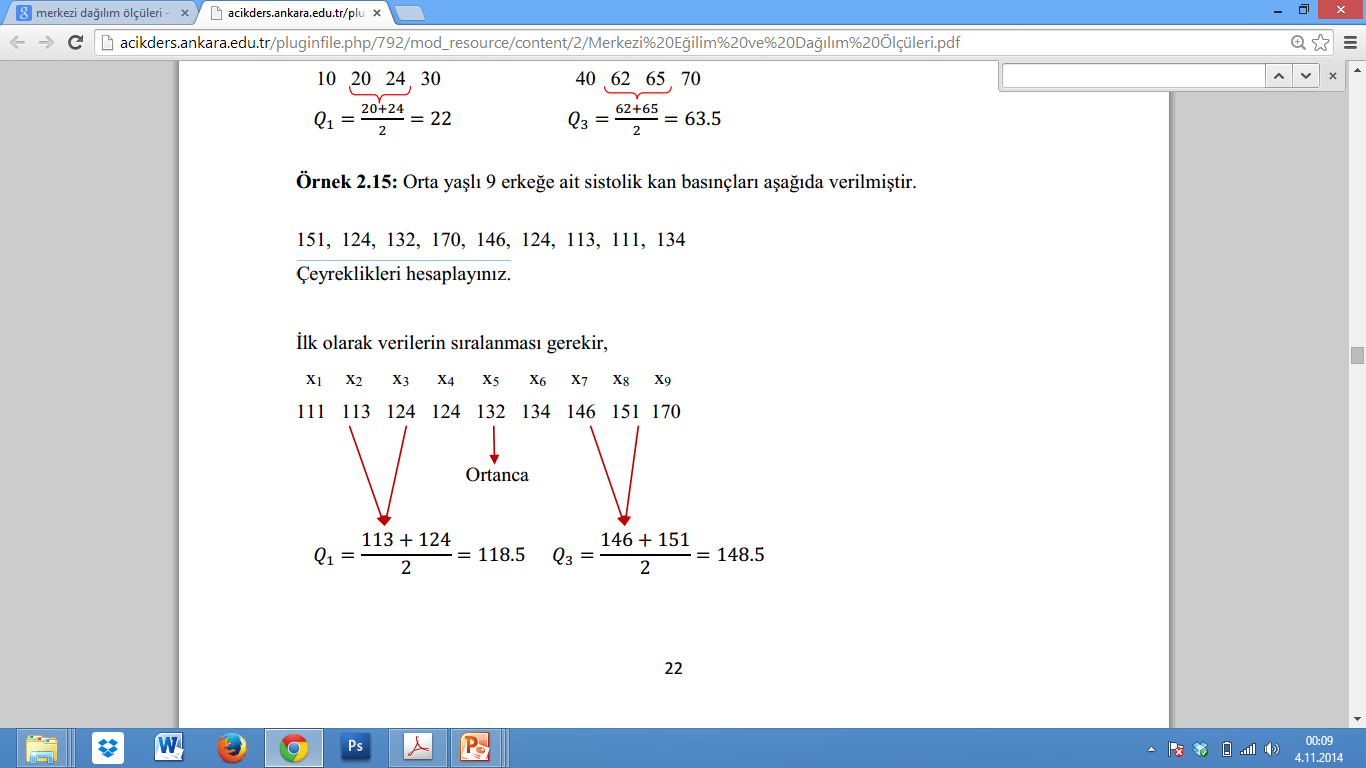 merkezi dağılım ölçüleri -
acikders.ankara.edu.tr/plu
acikders.ankara.edu.tr/pluginfile.php/792/mod_resource/content/2/Merkezi%20Eğilim%20ve%20Dağılım%20Ölçüleri.pdf
10 20 24 30 40 62 65 70
Q₁ = (20+24)/2 = 22 Q₃ = (62+65)/2 = 63.5
Örnek 2.15: Orta yaşlı 9 erkeğe ait sistolik kan basınçları aşağıda verilmiştir.
151, 124, 132, 170, 146, 124, 113, 111, 134
Çeyreklikleri hesaplayınız.
İlk olarak verilerin sıralanması gerekir,
x₁ x₂ x₃ x₄ x₅ x₆ x₇ x₈ x₉
111 113 124 124 132 134 146 151 170
Ortanca
Q₁ = (113 + 124)/2 = 118.5 Q₃ = (146 + 151)/2 = 148.5
22
00:09
4.11.2014